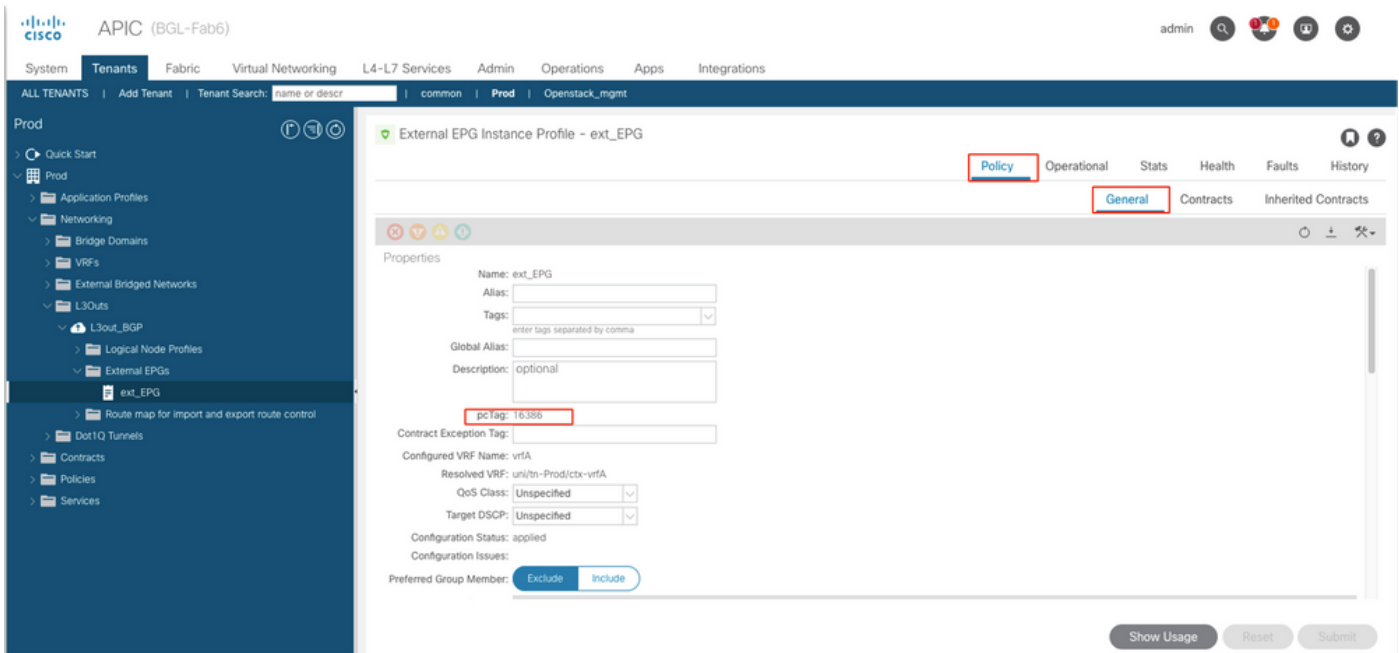 CISCO
APIC (BGL-Fab6)
admin
System Tenants Fabric Virtual Networking L4-L7 Services Admin Operations Apps Integrations
ALL TENANTS | Add Tenant | Tenant Search: name or descr | common | Prod | Openstack_mgmt
Prod
Quick Start
Prod
Application Profiles
Networking
Bridge Domains
VRFs
External Bridged Networks
L3Outs
L3out_BGP
Logical Node Profiles
External EPGs
ext_EPG
Route map for import and export route control
Dot1Q Tunnels
Contracts
Policies
Services
External EPG Instance Profile - ext_EPG
Policy Operational Stats Health Faults History
General Contracts Inherited Contracts
Properties
Name: ext_EPG
Alias:
Tags:
enter tags separated by comma
Global Alias:
Description: optional
pcTag: 16386
Contract Exception Tag:
Configured VRF Name: vrfA
Resolved VRF: uni/tn-Prod/ctx-vrfA
QoS Class: Unspecified
Target DSCP: Unspecified
Configuration Status: applied
Configuration Issues:
Preferred Group Member: Exclude Include
Show Usage Reset Submit